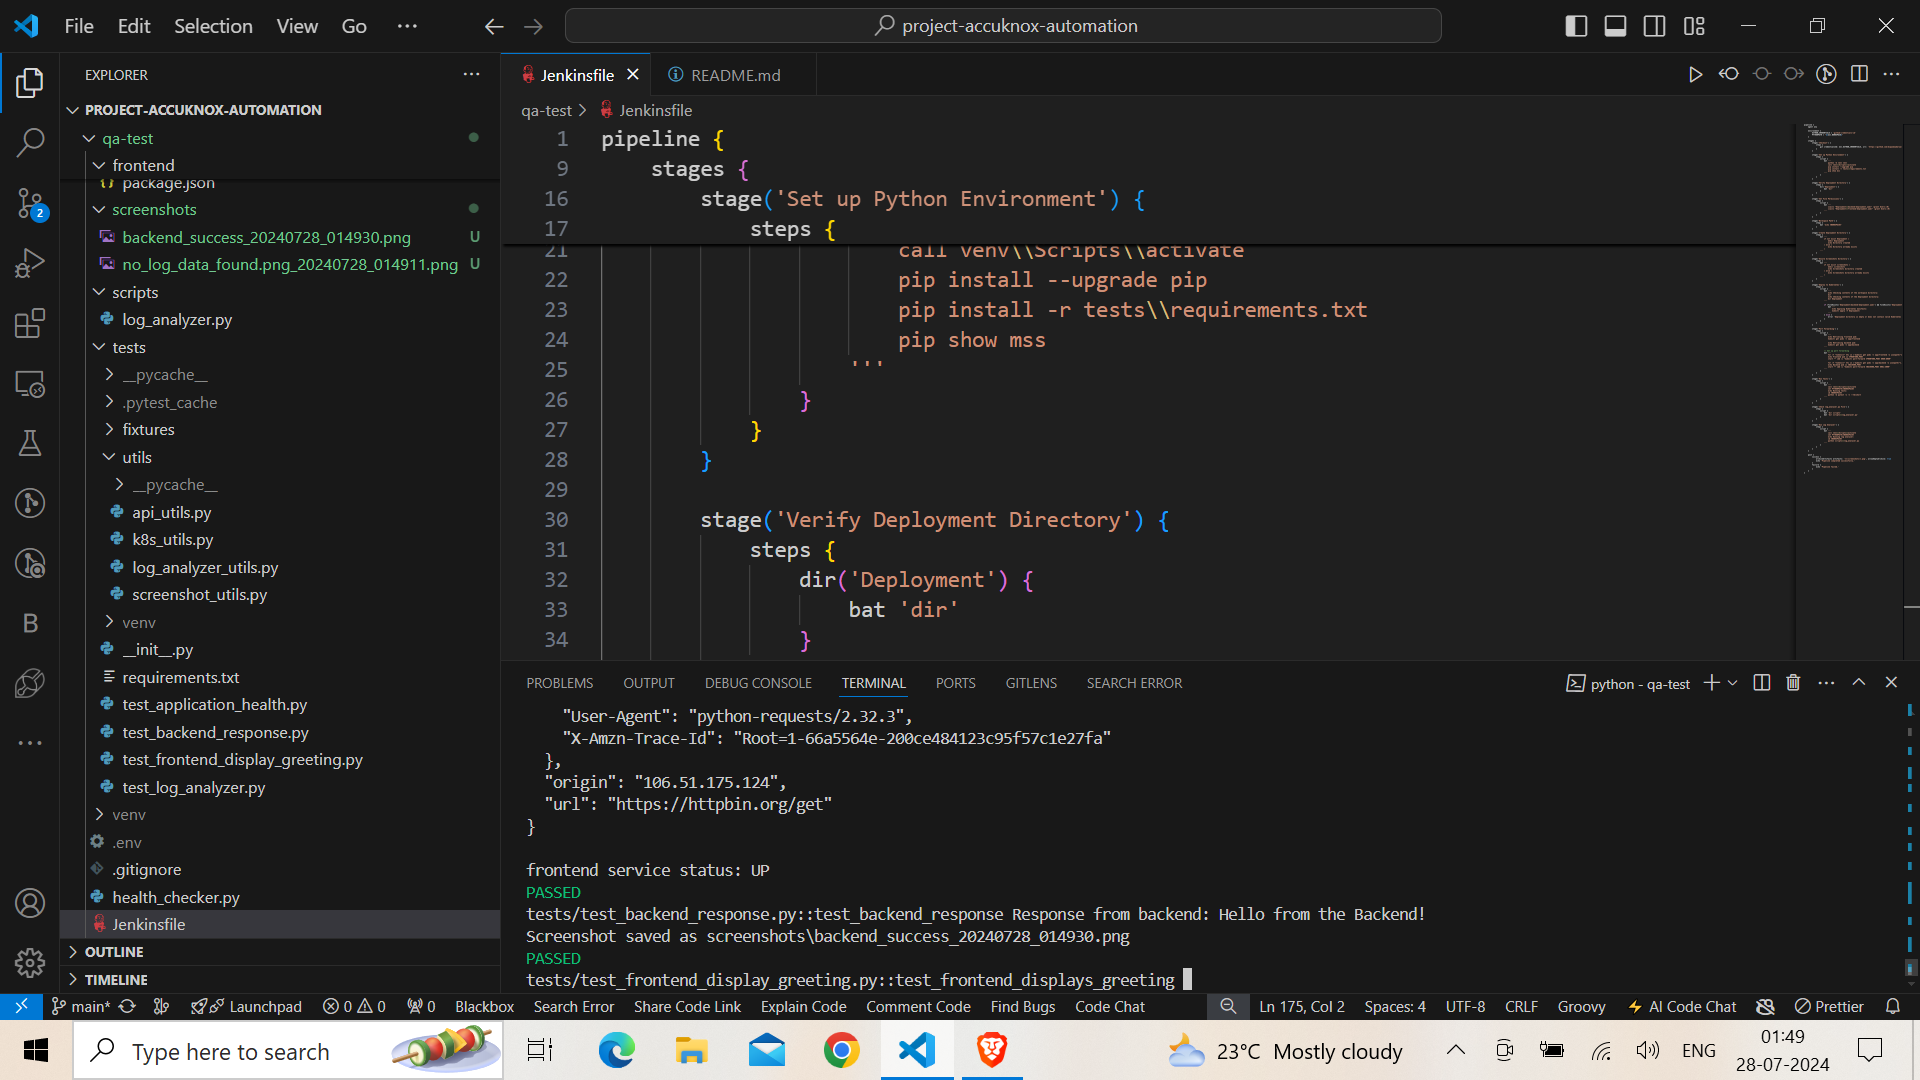 File Edit Selection View Go ···
project-accuknox-automation
EXPLORER
PROJECT-ACCUKNOX-AUTOMATION
qa-test
frontend
package.json
screenshots
backend_success_20240728_014930.png U
no_log_data_found.png_20240728_014911.png U
scripts
log_analyzer.py
tests
__pycache__
.pytest_cache
fixtures
utils
__pycache__
api_utils.py
k8s_utils.py
log_analyzer_utils.py
screenshot_utils.py
venv
__init__.py
requirements.txt
test_application_health.py
test_backend_response.py
test_frontend_display_greeting.py
test_log_analyzer.py
venv
.env
.gitignore
health_checker.py
Jenkinsfile
OUTLINE
TIMELINE
2
B
Jenkinsfile README.md
qa-test > Jenkinsfile
1 pipeline {
9 stages {
16 stage('Set up Python Environment') {
17 steps {
21 call venv\\Scripts\\activate
22 pip install --upgrade pip
23 pip install -r tests\\requirements.txt
24 pip show mss
25 '''
26 }
27 }
28 }
29
30 stage('Verify Deployment Directory') {
31 steps {
32 dir('Deployment') {
33 bat 'dir'
34 }
PROBLEMS OUTPUT DEBUG CONSOLE TERMINAL PORTS GITLENS SEARCH ERROR
python - qa-test
"User-Agent": "python-requests/2.32.3",
"X-Amzn-Trace-Id": "Root=1-66a5564e-200ce484123c95f57c1e27fa"
},
"origin": "106.51.175.124",
"url": "https://httpbin.org/get"
}
frontend service status: UP
PASSED
tests/test_backend_response.py::test_backend_response Response from backend: Hello from the Backend!
Screenshot saved as screenshots\backend_success_20240728_014930.png
PASSED
tests/test_frontend_display_greeting.py::test_frontend_displays_greeting
main* Launchpad 0 0 0 Blackbox Search Error Share Code Link Explain Code Comment Code Find Bugs Code Chat Ln 175, Col 2 Spaces: 4 UTF-8 CRLF Groovy AI Code Chat Prettier
Type here to search
23°C Mostly cloudy
ENG
01:49
28-07-2024